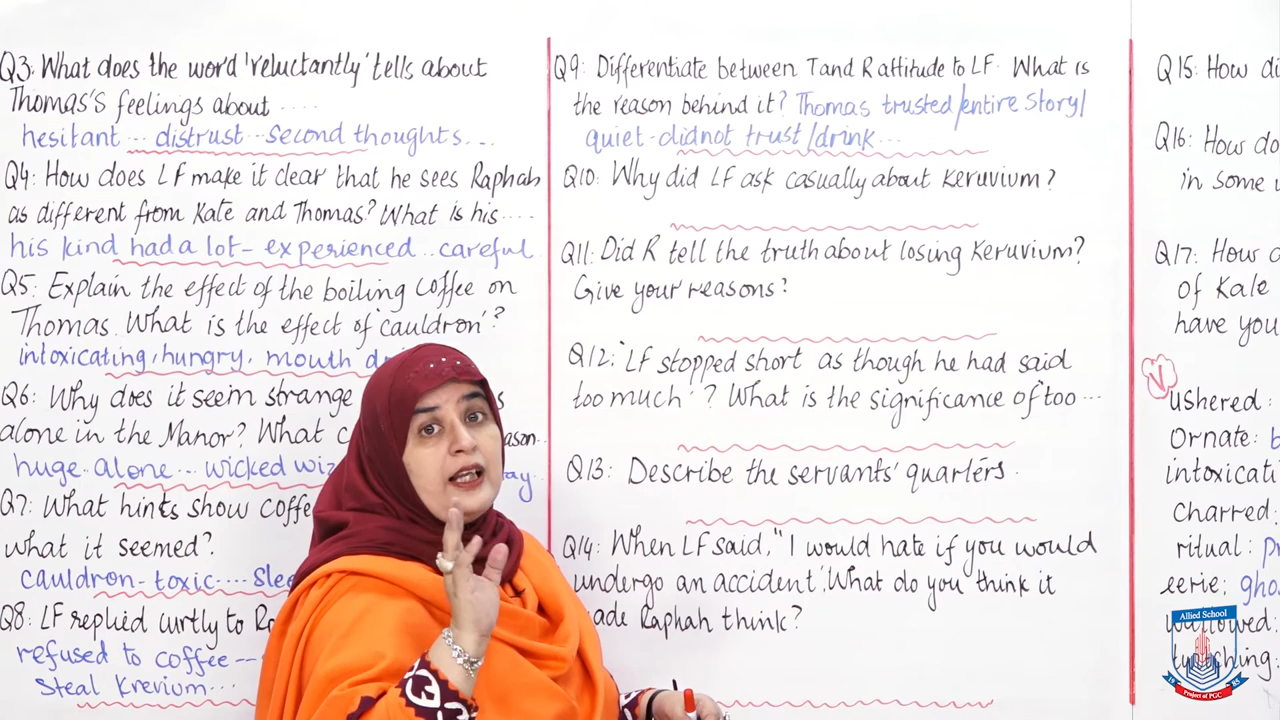 Q3: What does the word 'reluctantly' tells about
Thomas's feelings about ....
hesitant ... distrust ... second thoughts ...
Q4: How does LF make it clear that he sees Raphah
as different from Kate and Thomas? What is his ....
his kind had a lot - experienced .. careful
Q5: Explain the effect of the boiling coffee on
Thomas. What is the effect of 'cauldron'?
intoxicating, hungry, mouth
Q6: Why does it seem strange
alone in the Manor? What
huge.. alone ... wicked
Q7: What hints show
what it seemed?
cauldron - toxic ....
Q8: LF replied curtly to
refused to coffee --
Steal Krevium...
Q9: Differentiate between T and R attitude to LF. What is
the reason behind it? Thomas trusted/entire story/
quiet - didnot trust/drink ...
Q10: Why did LF ask casually about Keruvium?
Q11: Did R tell the truth about losing Keruvium?
Give your reasons?
Q12: 'LF stopped short as though he had said
too much'? What is the significance of 'too ...
Q13: Describe the servants' quarters.
Q14: When LF said, "I would hate if you would
undergo an accident'. What do you think it
Raphah think?
Q15: How
Q16: How do
in some
Q17: How
of Kate
have you
V
Ushered:
Ornate:
charred:
ritual:
eerie:
Allied School
1985
Project of PGC